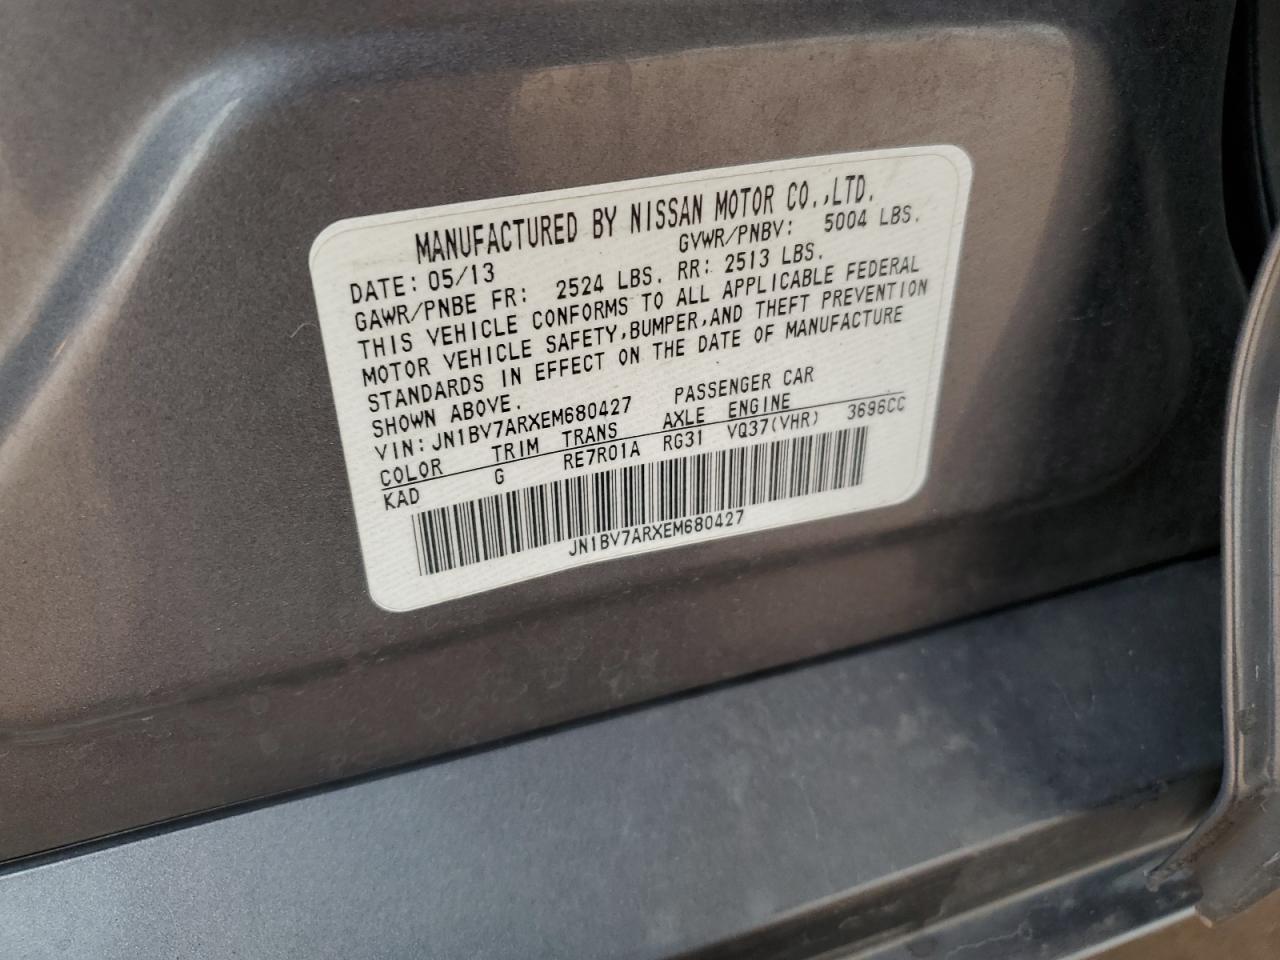 MANUFACTURED BY NISSAN MOTOR CO.,LTD.
DATE: 05/13 GVWR/PNBV: 5004 LBS.
GAWR/PNBE FR: 2524 LBS. RR: 2513 LBS.
THIS VEHICLE CONFORMS TO ALL APPLICABLE FEDERAL
MOTOR VEHICLE SAFETY,BUMPER,AND THEFT PREVENTION
STANDARDS IN EFFECT ON THE DATE OF MANUFACTURE
SHOWN ABOVE.
VIN: JN1BV7ARXEM680427 PASSENGER CAR
COLOR TRIM TRANS AXLE ENGINE
KAD G RE7R01A RG31 VQ37(VHR) 3696CC
JN1BV7ARXEM680427